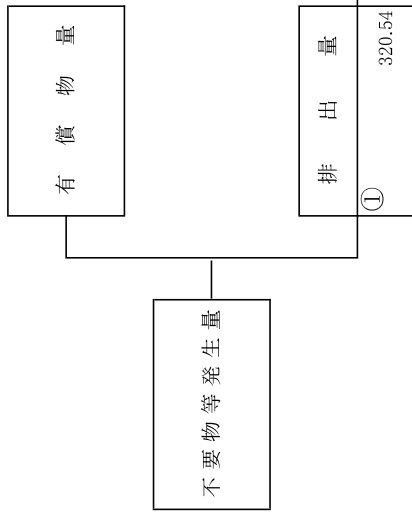 有償物量
不要物等発生量
排出量
①
320.54